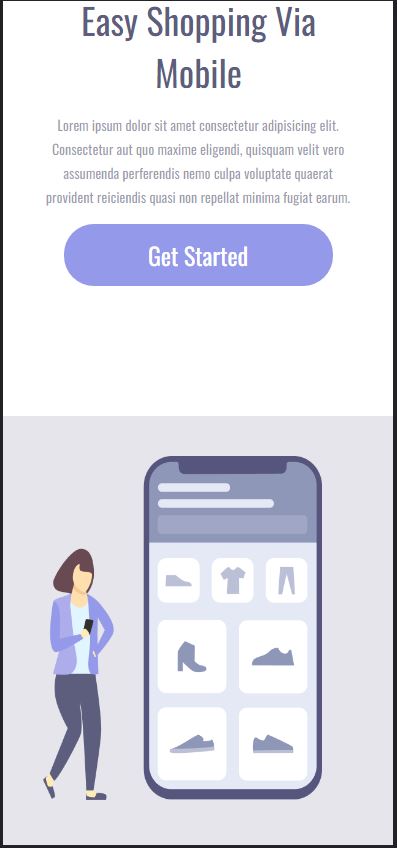 Easy Shopping Via
Mobile
Lorem ipsum dolor sit amet consectetur adipisicing elit.
Consectetur aut quo maxime eligendi, quisquam velit vero
assumenda perferendis nemo culpa voluptate quaerat
provident reiciendis quasi non repellat minima fugiat earum.
Get Started